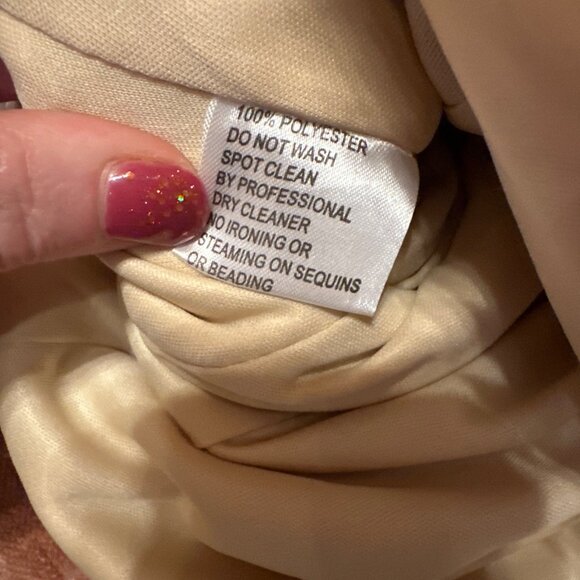 100% POLYESTER
DO NOT WASH
SPOT CLEAN
BY PROFESSIONAL
DRY CLEANER
NO IRONING OR
STEAMING ON SEQUINS
OR BEADING